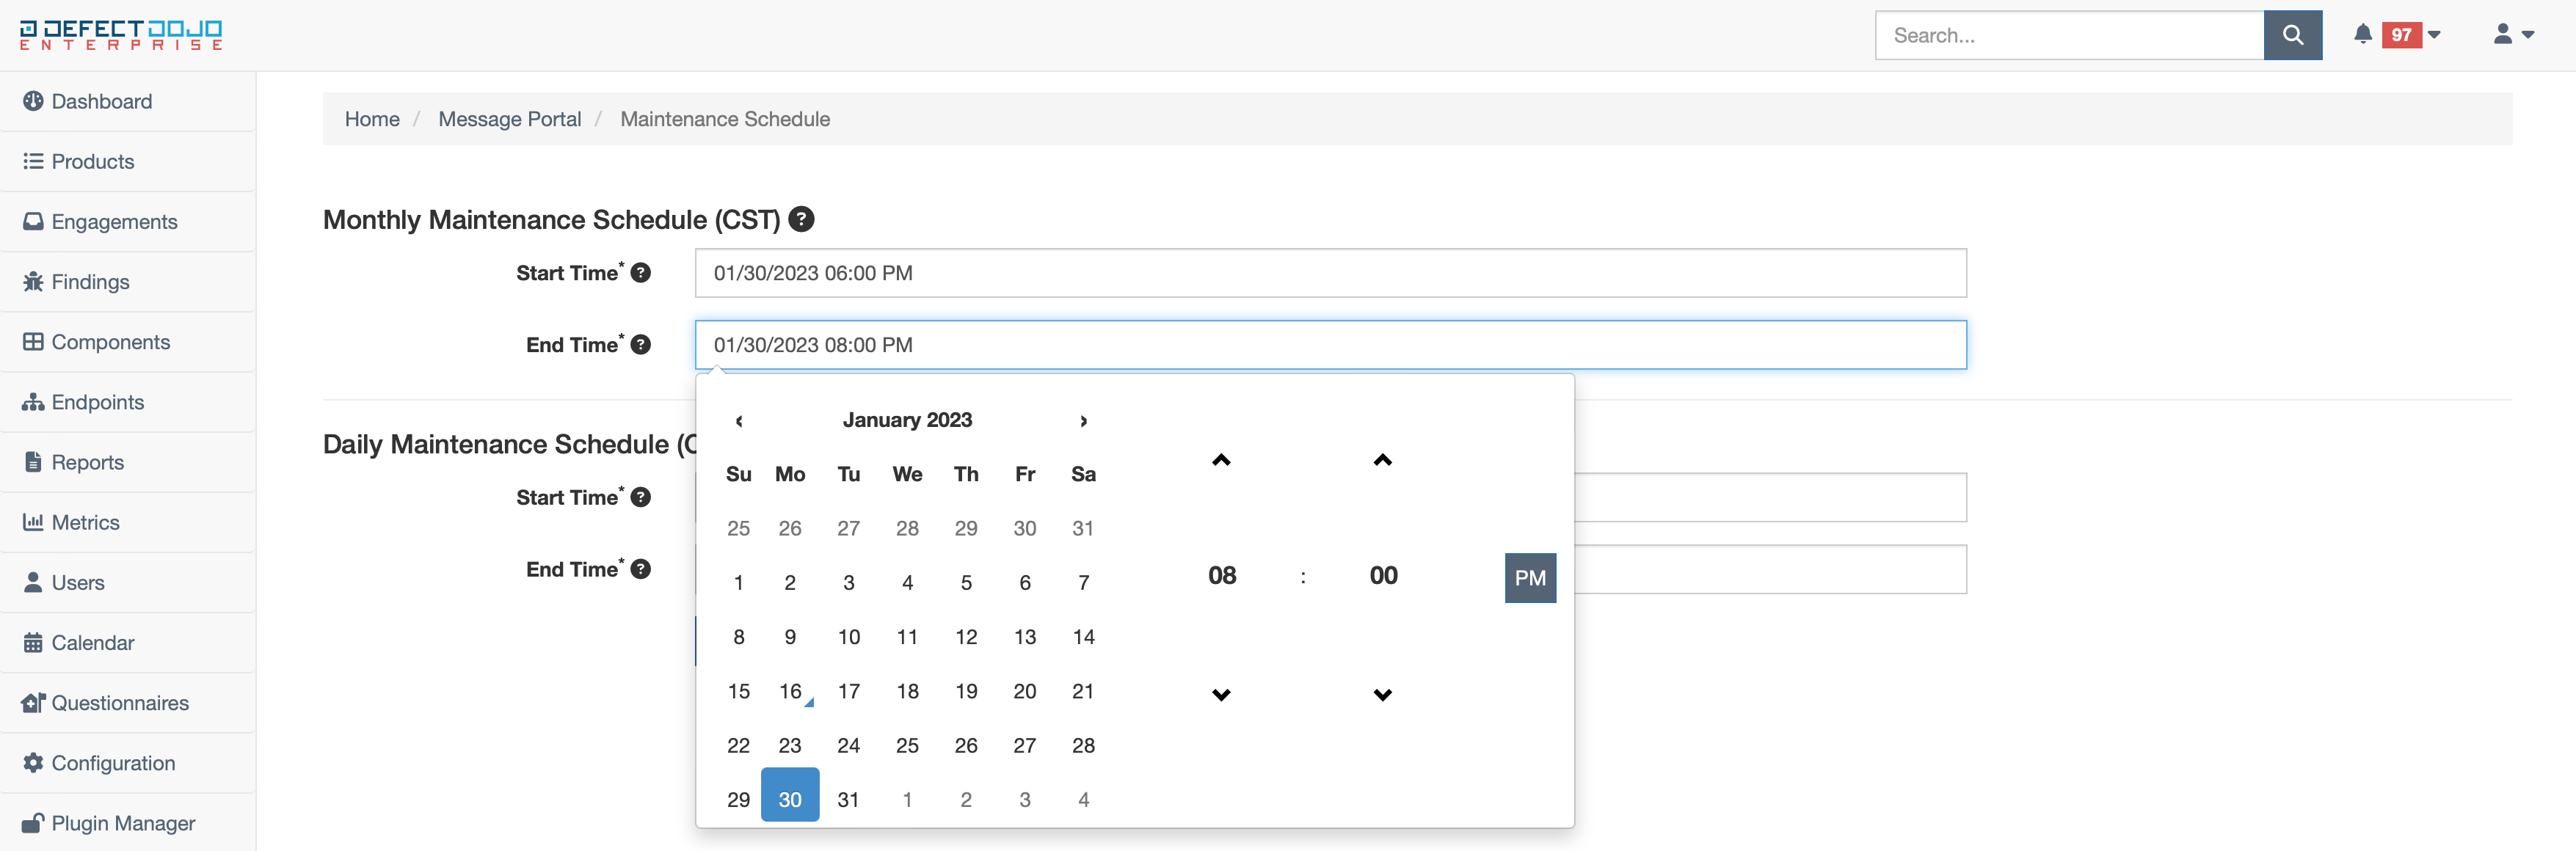 DEFECTDOJO
ENTERPRISE
Search...
97
Dashboard
Products
Engagements
Findings
Components
Endpoints
Reports
Metrics
Users
Calendar
Questionnaires
Configuration
Plugin Manager
Home / Message Portal / Maintenance Schedule
Monthly Maintenance Schedule (CST) ?
Start Time* ? 01/30/2023 06:00 PM
End Time* ? 01/30/2023 08:00 PM
Daily Maintenance Schedule (
Start Time* ?
End Time* ?
‹ January 2023 ›
Su Mo Tu We Th Fr Sa
25 26 27 28 29 30 31
1 2 3 4 5 6 7
8 9 10 11 12 13 14
15 16 17 18 19 20 21
22 23 24 25 26 27 28
29 30 31 1 2 3 4
08 : 00 PM